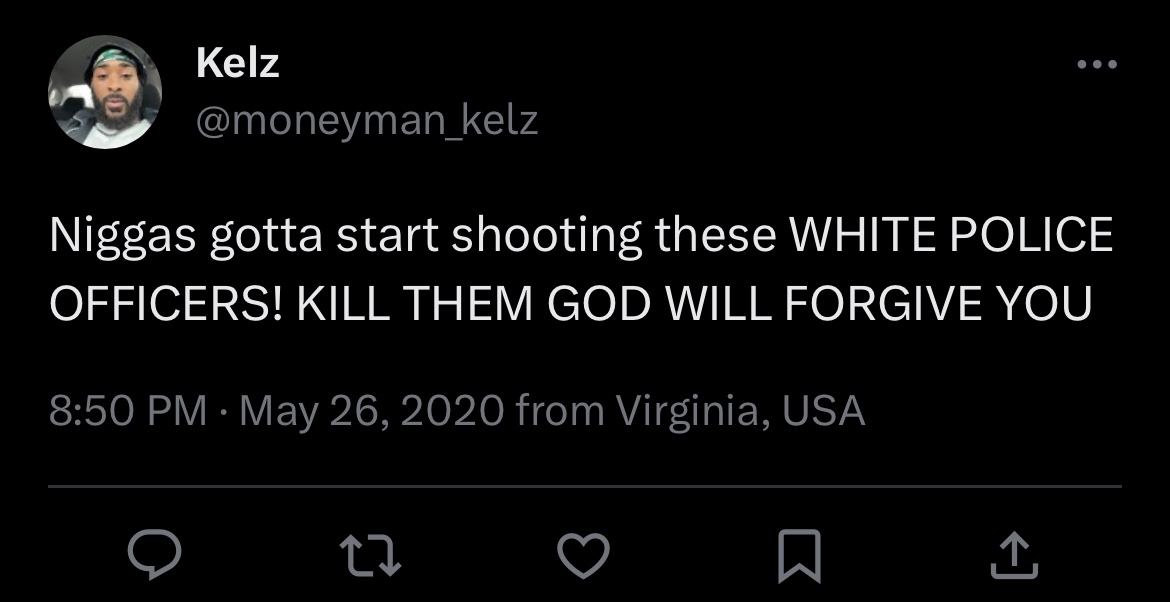 Kelz
@moneyman_kelz
Niggas gotta start shooting these WHITE POLICE
OFFICERS! KILL THEM GOD WILL FORGIVE YOU
8:50 PM · May 26, 2020 from Virginia, USA